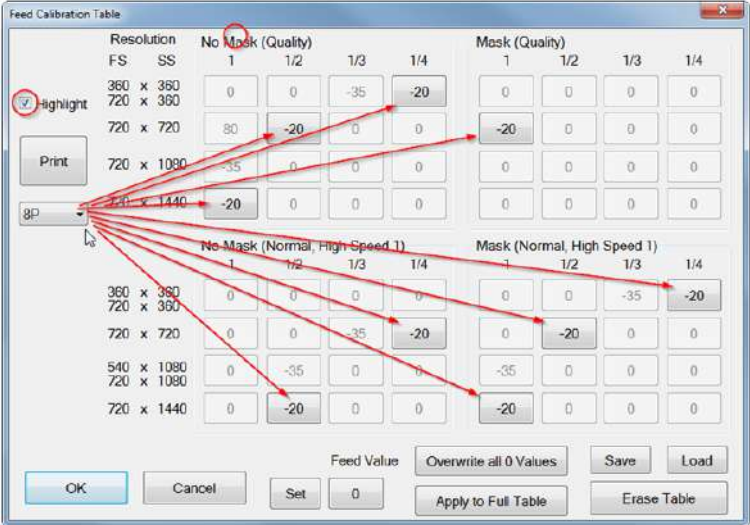 Feed Calibration Table
Resolution No Mask (Quality) Mask (Quality)
FS SS 1 1/2 1/3 1/4 1 1/2 1/3 1/4
Highlight
360 x 360
720 x 360 0 0 -35 -20 0 0 0 0
720 x 720 80 -20 0 0 -20 0 0 0
Print
720 x 1080 -35 0 0 0 0 0 0 0
8P
720 x 1440 -20 0 0 0 0 0 0 0
No Mask (Normal, High Speed 1) Mask (Normal, High Speed 1)
1 1/2 1/3 1/4 1 1/2 1/3 1/4
360 x 360
720 x 360 0 0 0 0 0 0 -35 -20
720 x 720 0 0 -35 -20 0 -20 0 0
540 x 1080
720 x 1080 0 -35 0 0 -35 0 0 0
720 x 1440 0 -20 0 0 -20 0 0 0
Feed Value Overwrite all 0 Values Save Load
OK Cancel Set 0 Apply to Full Table Erase Table